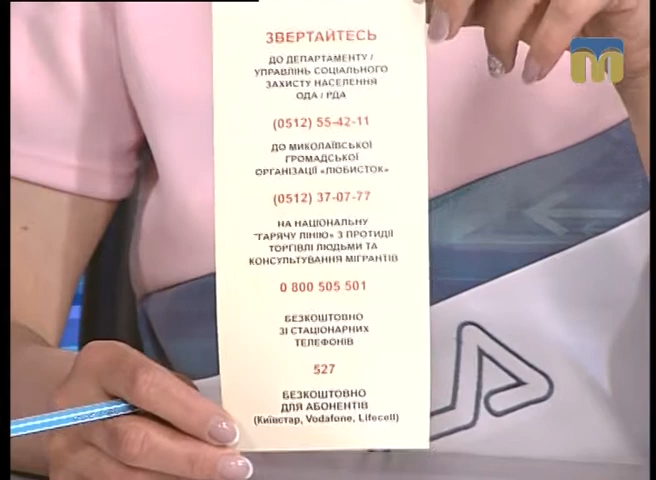 ЗВЕРТАЙТЕСЬ
ДО ДЕПАРТАМЕНТУ /
УПРАВЛІНЬ СОЦІАЛЬНОГО
ЗАХИСТУ НАСЕЛЕННЯ
ОДА / РДА
(0512) 55-42-11
ДО МИКОЛАЇВСЬКОЇ
ГРОМАДСЬКОЇ
ОРГАНІЗАЦІЇ «ЛЮБИСТОК»
(0512) 37-07-77
НА НАЦІОНАЛЬНУ
"ГАРЯЧУ ЛІНІЮ» З ПРОТИДІЇ
ТОРГІВЛІ ЛЮДЬМИ ТА
КОНСУЛЬТУВАННЯ МІГРАНТІВ
0 800 505 501
БЕЗКОШТОВНО
ЗІ СТАЦІОНАРНИХ
ТЕЛЕФОНІВ
527
БЕЗКОШТОВНО
ДЛЯ АБОНЕНТІВ
(Київстар, Vodafone, Lifecell)